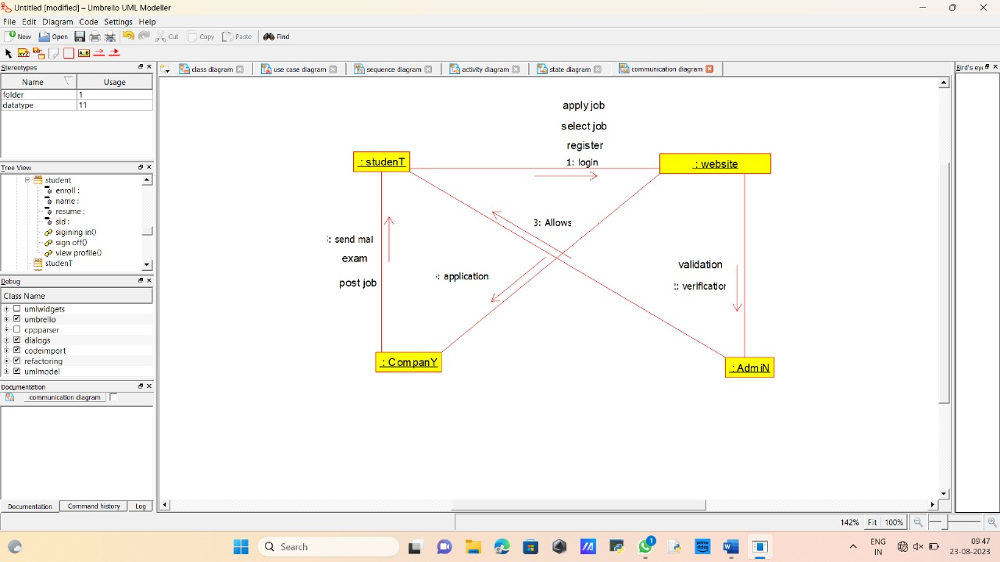 Untitled [modified] – Umbrello UML Modeller
File Edit Diagram Code Settings Help
New Open Cut Copy Paste Find
Stereotypes
Name Usage
folder 1
datatype 11
Tree View
student
enroll :
name :
resume :
sid :
sigining in()
sign off()
view profile()
studenT
Debug
Class Name
umlwidgets
umbrello
cppparser
dialogs
codeimport
refactoring
umlmodel
Documentation
communication diagram
Documentation Command history Log
class diagram use case diagram sequence diagram activity diagram state diagram communication diagram
Bird's ey
apply job
select job
register
1: login
: studenT
: website
3: Allows
: send mai
exam
post job
: application
validation
: verification
: CompanY
: AdmiN
142% Fit 100%
Search
1
prime video
ENG
IN
09:47
23-08-2023